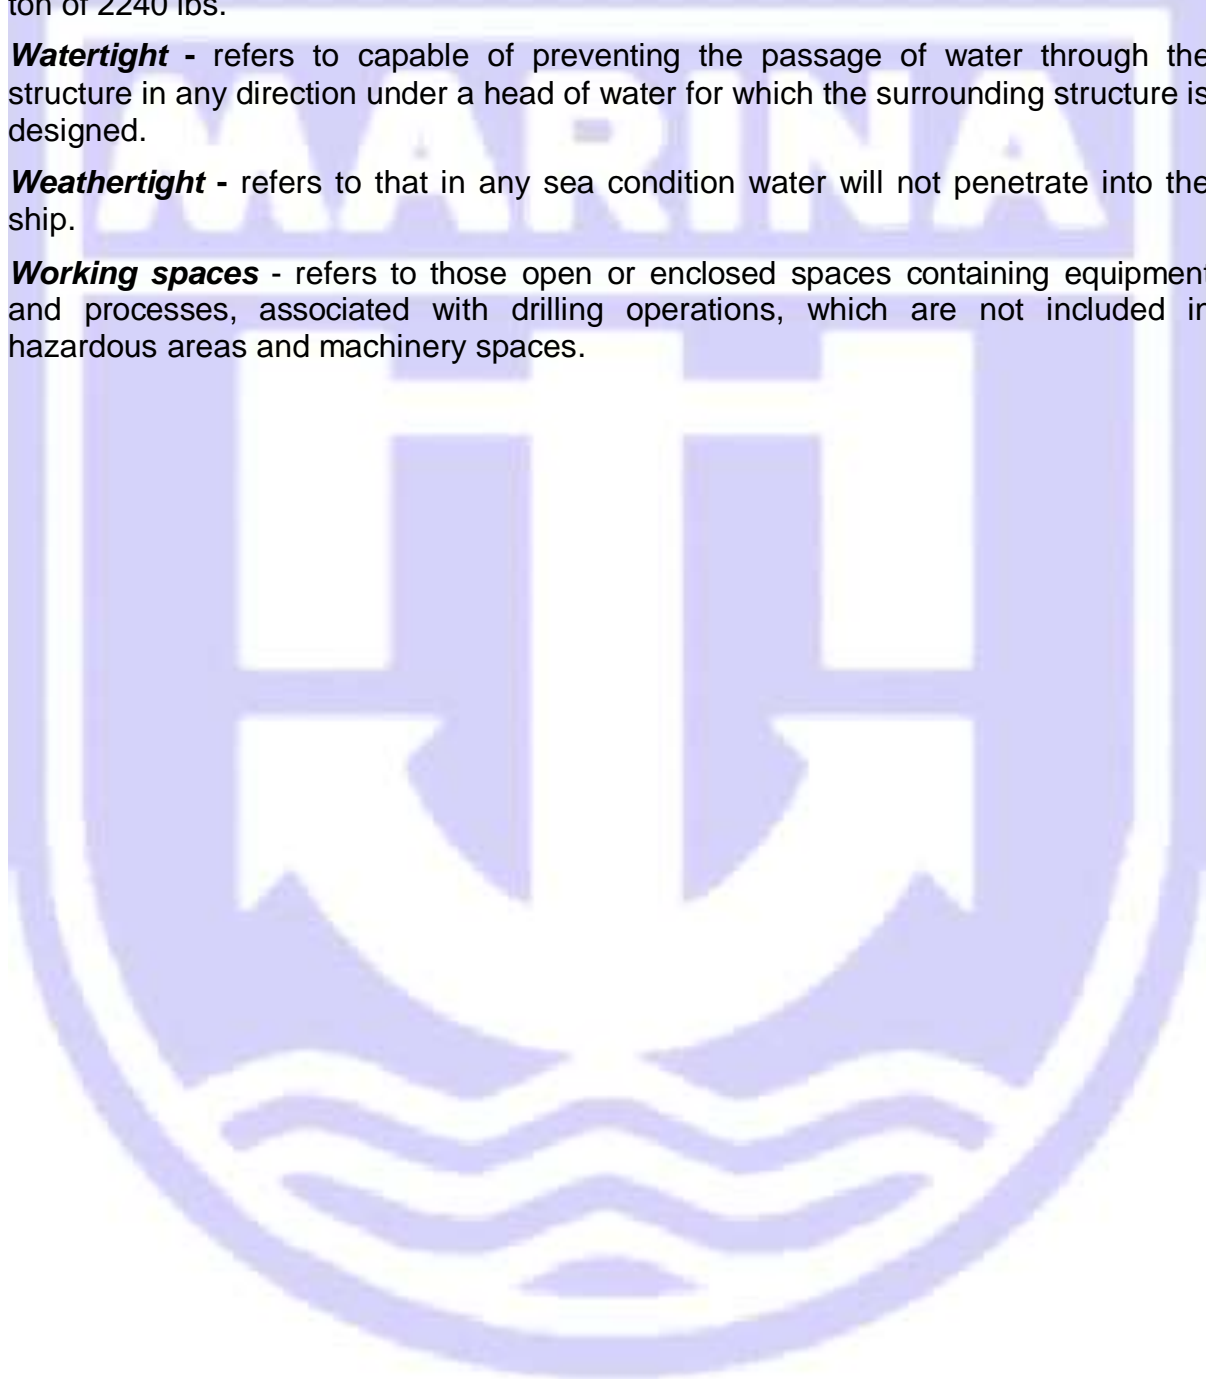 ton of 2240 lbs.
Watertight - refers to capable of preventing the passage of water through the
structure in any direction under a head of water for which the surrounding structure is
designed.
Weathertight - refers to that in any sea condition water will not penetrate into the
ship.
Working spaces - refers to those open or enclosed spaces containing equipment
and processes, associated with drilling operations, which are not included in
hazardous areas and machinery spaces.
MARINA